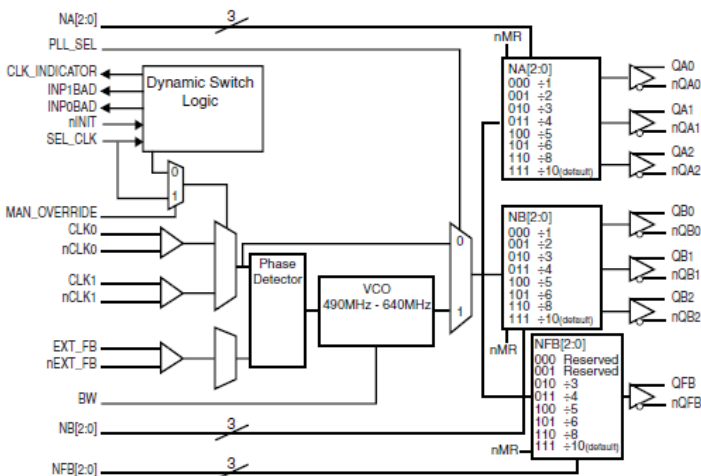 NA[2:0]
3
PLL_SEL
nMR
CLK_INDICATOR
INP1BAD
INP0BAD
nINIT
SEL_CLK
Dynamic Switch
Logic
0
1
MAN_OVERRIDE
CLK0
nCLK0
CLK1
nCLK1
EXT_FB
nEXT_FB
BW
NB[2:0]
3
NFB[2:0]
3
Phase
Detector
VCO
490MHz - 640MHz
0
1
NA[2:0]
000 ÷1
001 ÷2
010 ÷3
011 ÷4
100 ÷5
101 ÷6
110 ÷8
111 ÷10(default)
QA0
nQA0
QA1
nQA1
QA2
nQA2
NB[2:0]
000 ÷1
001 ÷2
010 ÷3
011 ÷4
100 ÷5
101 ÷6
110 ÷8
111 ÷10(default)
nMR
QB0
nQB0
QB1
nQB1
QB2
nQB2
NFB[2:0]
000 Reserved
001 Reserved
010 ÷3
011 ÷4
100 ÷5
101 ÷6
110 ÷8
111 ÷10(default)
nMR
QFB
nQFB